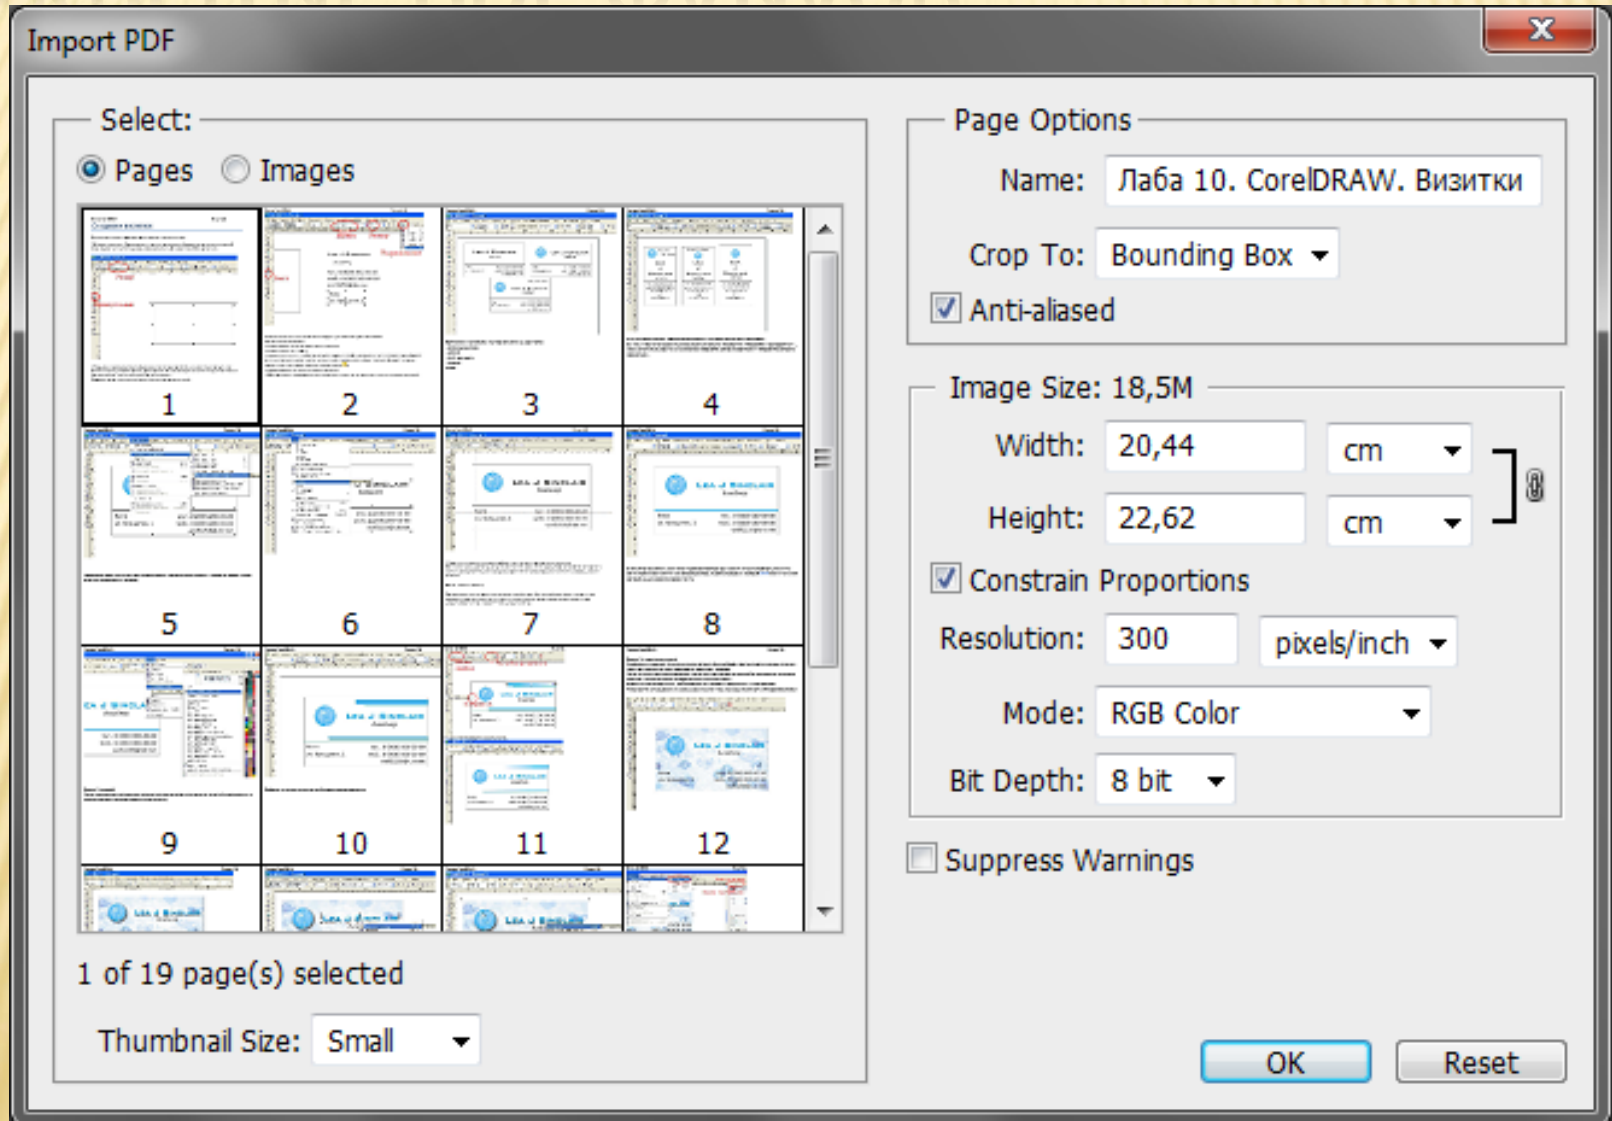 Import PDF
Select:
Pages
Images
1
2
3
4
5
6
7
8
9
10
11
12
1 of 19 page(s) selected
Thumbnail Size: Small
Page Options
Name: Лаба 10. CorelDRAW. Визитки
Crop To: Bounding Box
Anti-aliased
Image Size: 18,5M
Width: 20,44 cm
Height: 22,62 cm
Constrain Proportions
Resolution: 300 pixels/inch
Mode: RGB Color
Bit Depth: 8 bit
Suppress Warnings
OK
Reset